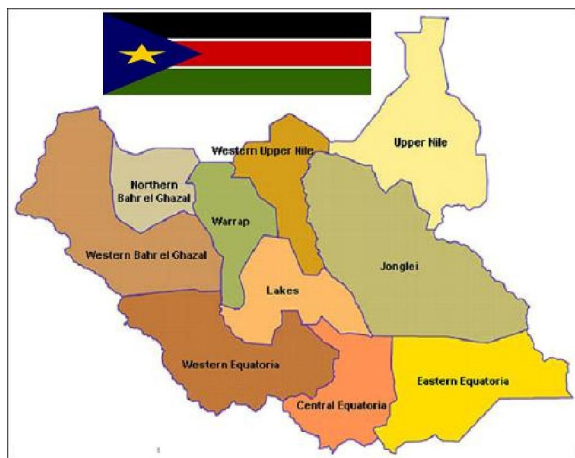 Upper Nile
Western Upper Nile
Northern
Bahr el Ghazal
Warrap
Western Bahr el Ghazal
Jonglei
Lakes
Western Equatoria
Eastern Equatoria
Central Equatoria
1